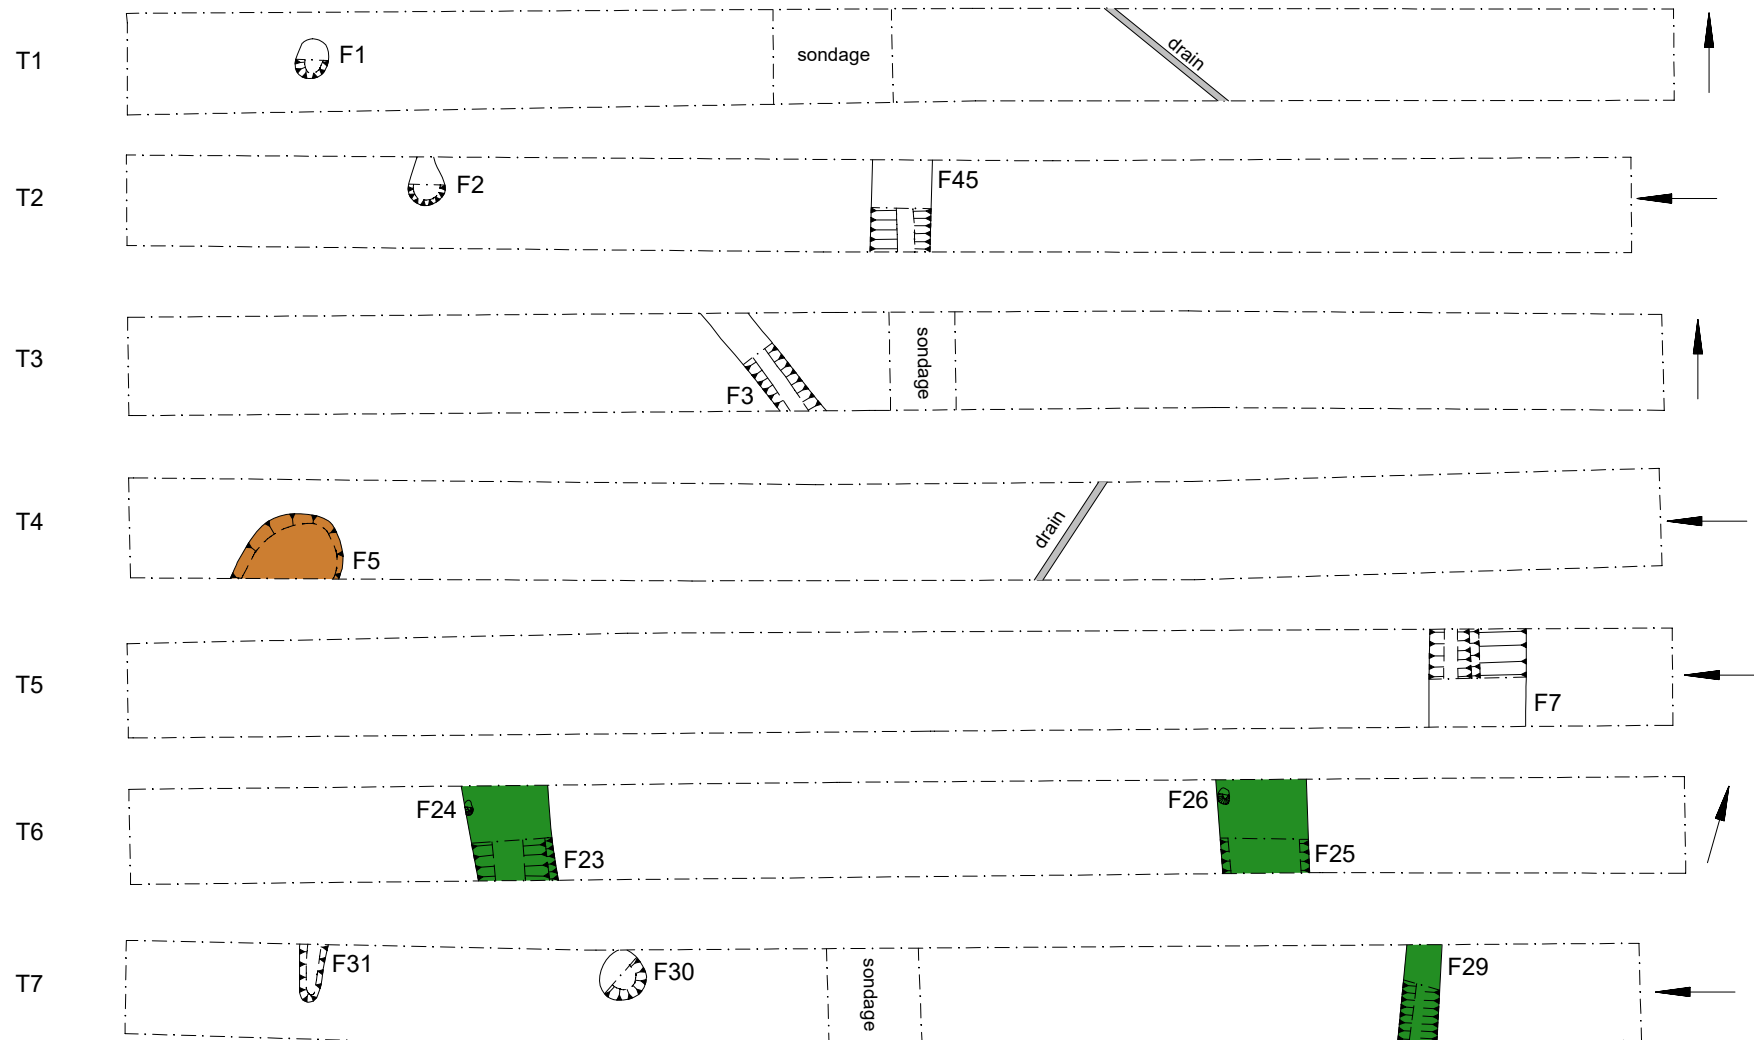 T1
F1
sondage
drain
T2
F2
F45
T3
F3
sondage
T4
F5
drain
T5
F7
T6
F24
F23
F26
F25
T7
F31
F30
sondage
F29